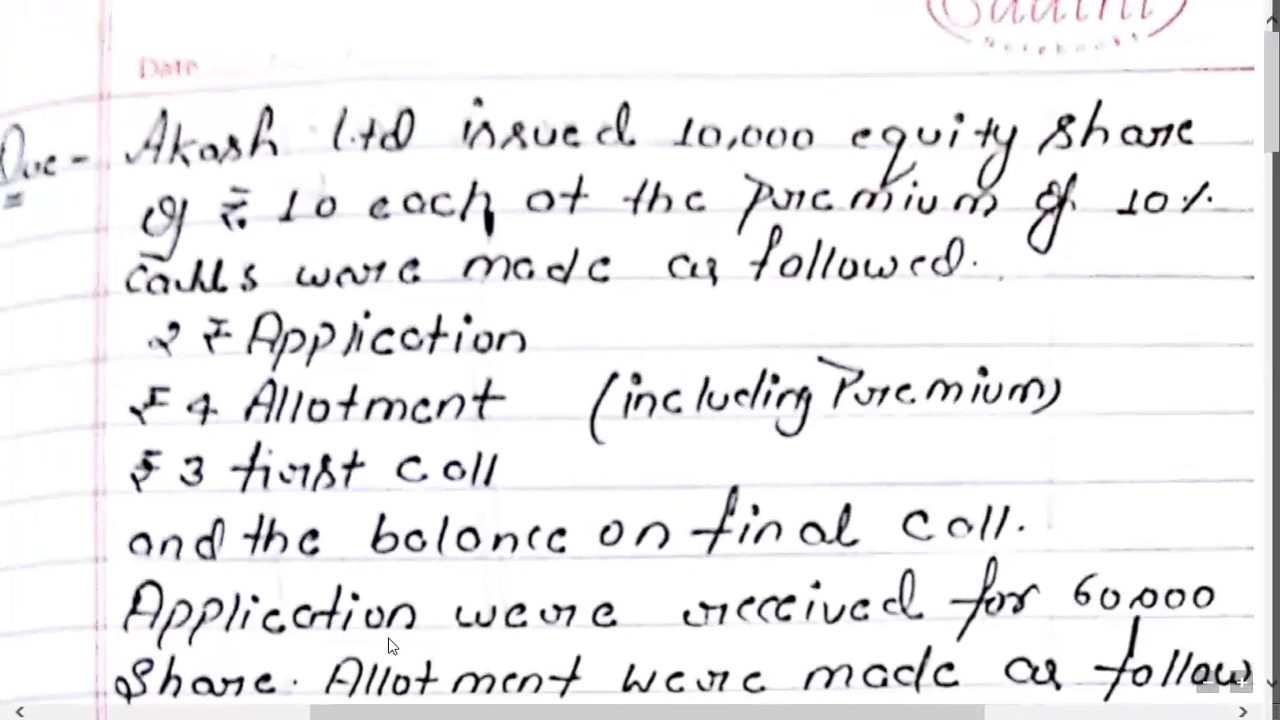 Date
Que - Akash Ltd issued 10,000 equity share
of ₹ 10 each at the Premium of 10%
calls were made as followed.
2 ₹ Application
₹ 4 Allotment (including Premium)
₹ 3 first call
and the balance on final call.
Application were received for 60,000
Share. Allotment were made as follow